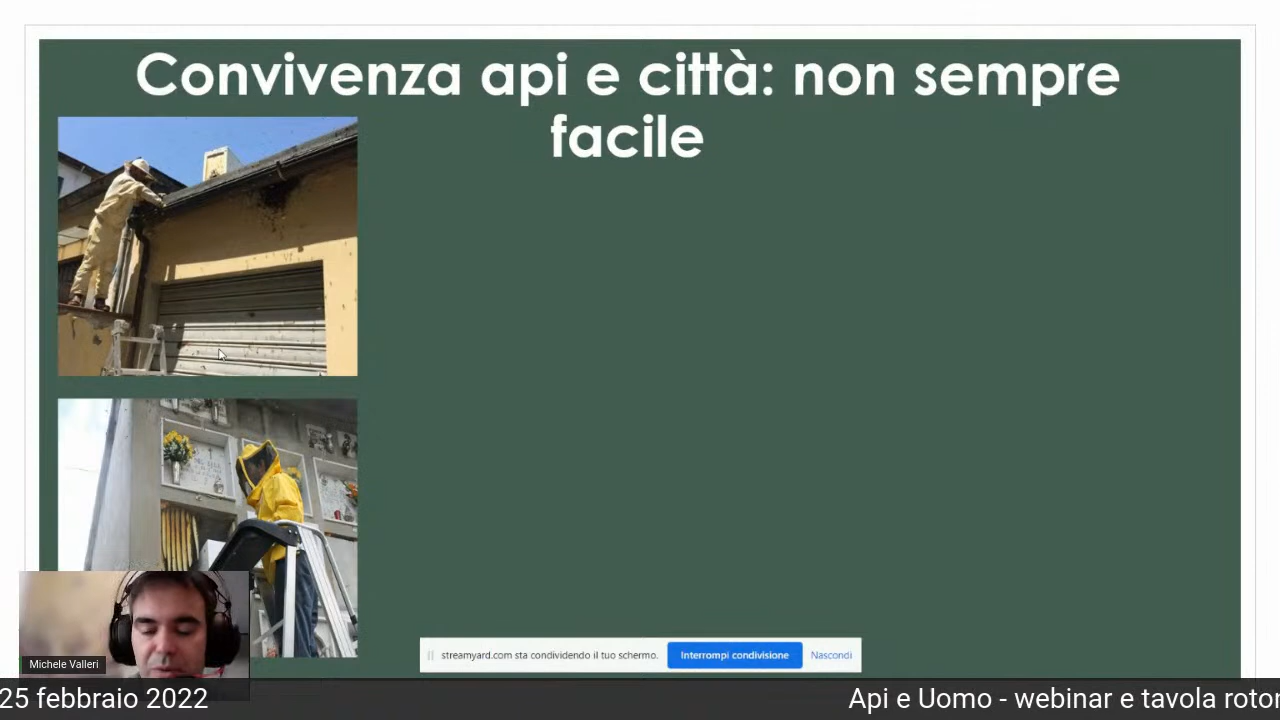 Convivenza api e città: non sempre
facile
streamyard.com sta condividendo il tuo schermo.
Interrompi condivisione
Nascondi
Michele Valleri
25 febbraio 2022
Api e Uomo - webinar e tavola